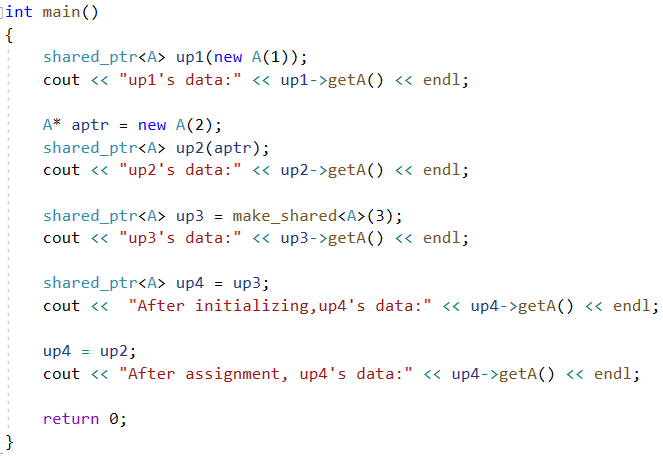 int main()
{
shared_ptr<A> up1(new A(1));
cout << "up1's data:" << up1->getA() << endl;
A* aptr = new A(2);
shared_ptr<A> up2(aptr);
cout << "up2's data:" << up2->getA() << endl;
shared_ptr<A> up3 = make_shared<A>(3);
cout << "up3's data:" << up3->getA() << endl;
shared_ptr<A> up4 = up3;
cout <<  "After initializing,up4's data:" << up4->getA() << endl;
up4 = up2;
cout << "After assignment, up4's data:" << up4->getA() << endl;
return 0;
}